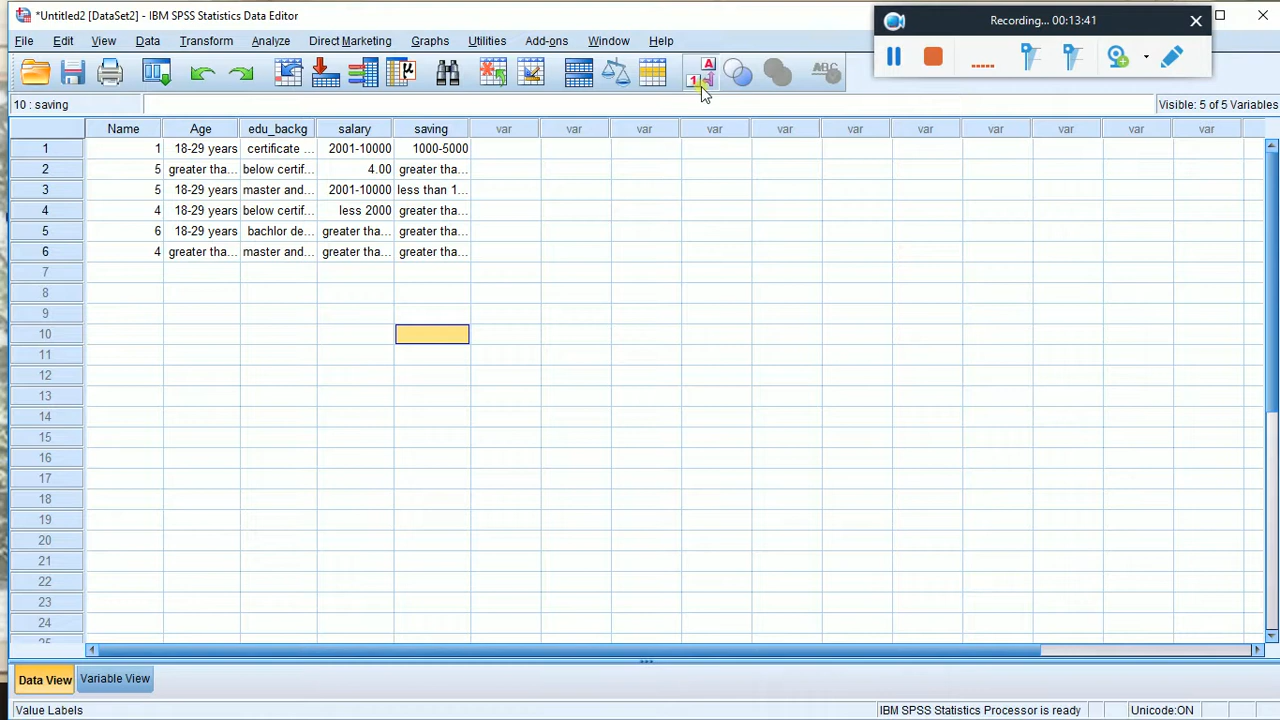 *Untitled2 [DataSet2] - IBM SPSS Statistics Data Editor
Recording... 00:13:41
File Edit View Data Transform Analyze Direct Marketing Graphs Utilities Add-ons Window Help
A
1
ABC
10 : saving
Visible: 5 of 5 Variables
Name Age edu_backg salary saving var var var var var var var var var var var
1 1 18-29 years certificate ... 2001-10000 1000-5000
2 5 greater tha... below certif... 4.00 greater tha...
3 5 18-29 years master and... 2001-10000 less than 1...
4 4 18-29 years below certif... less 2000 greater tha...
5 6 18-29 years bachlor de... greater tha... greater tha...
6 4 greater tha... master and... greater tha... greater tha...
7
8
9
10
11
12
13
14
15
16
17
18
19
20
21
22
23
24
25
Data View Variable View
Value Labels IBM SPSS Statistics Processor is ready Unicode:ON